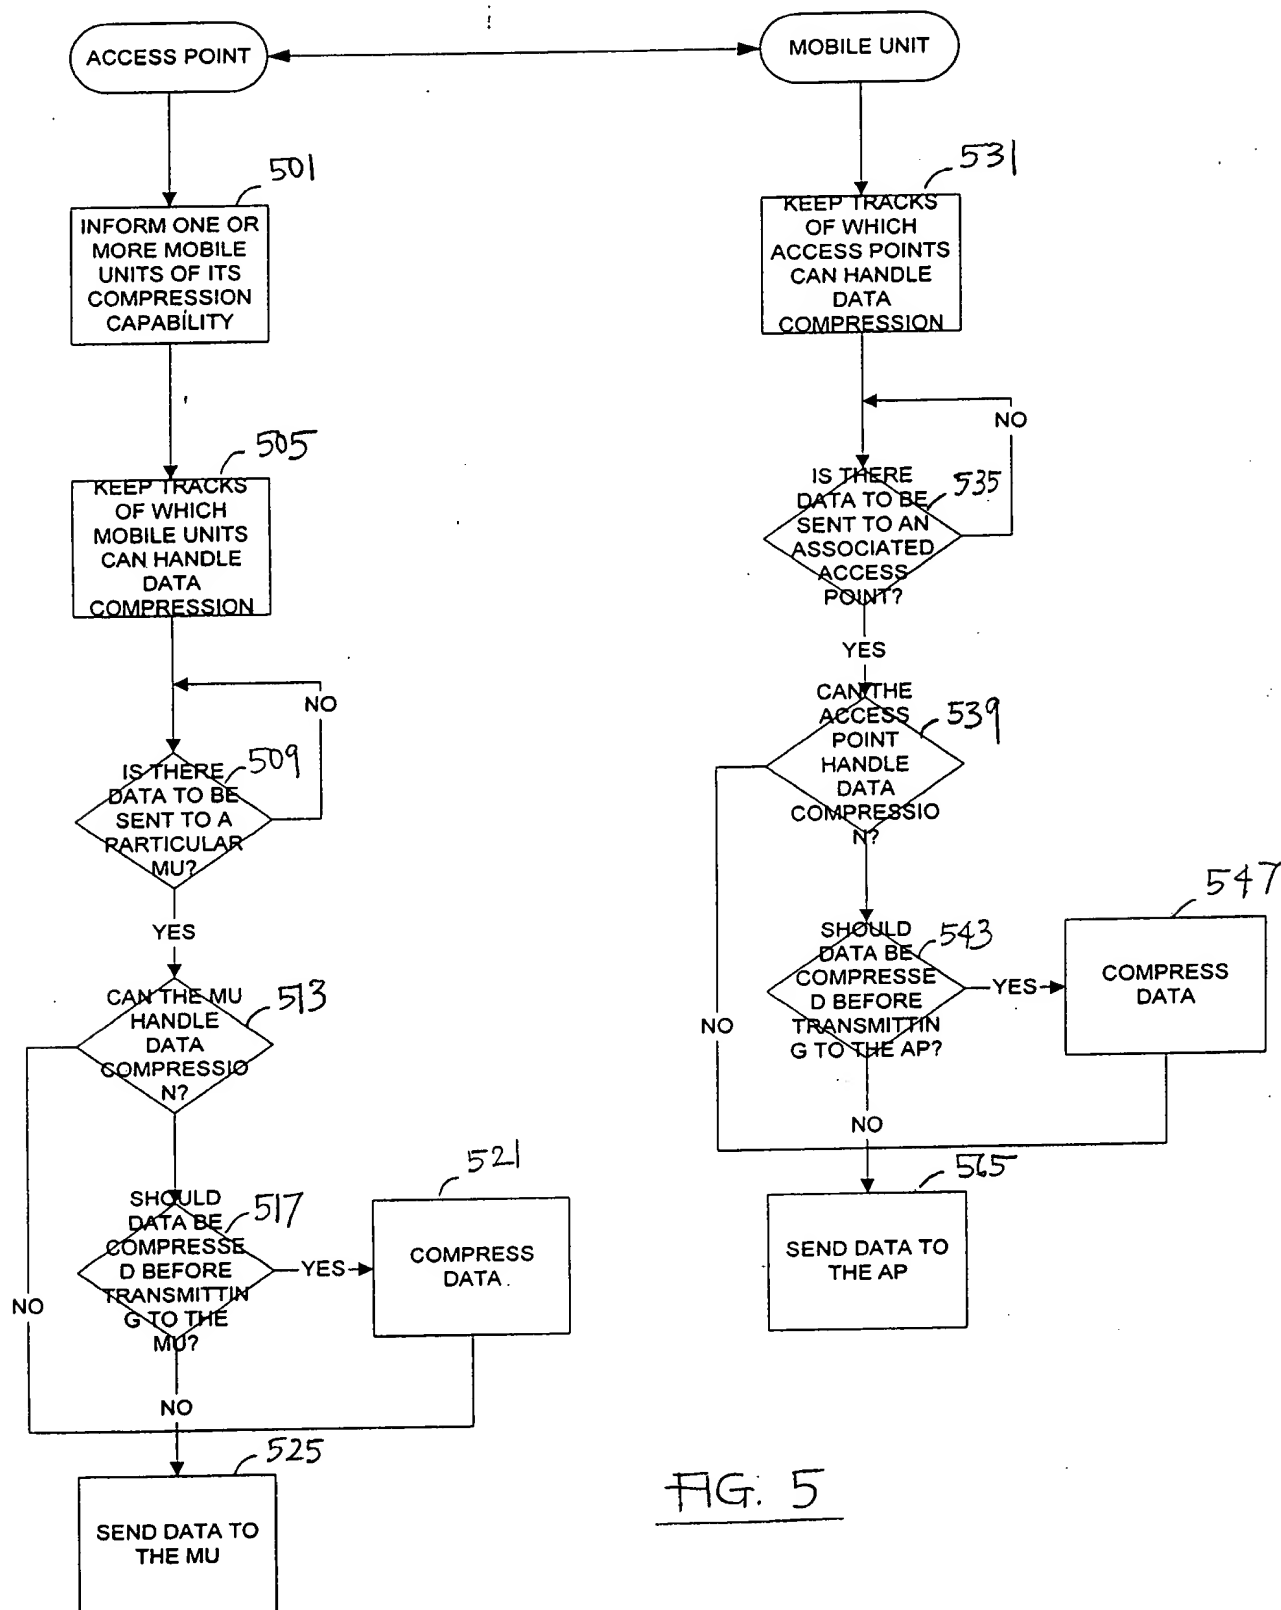 ACCESS POINT
501
INFORM ONE OR
MORE MOBILE
UNITS OF ITS
COMPRESSION
CAPABILITY
505
KEEP TRACKS
OF WHICH
MOBILE UNITS
CAN HANDLE
DATA
COMPRESSION
NO
509
IS THERE
DATA TO BE
SENT TO A
PARTICULAR
MU?
YES
513
CAN THE MU
HANDLE
DATA
COMPRESSIO
N?
517
SHOULD
DATA BE
COMPRESSE
D BEFORE
TRANSMITTIN
G TO THE
MU?
YES
521
COMPRESS
DATA
NO
NO
525
SEND DATA TO
THE MU
MOBILE UNIT
531
KEEP TRACKS
OF WHICH
ACCESS POINTS
CAN HANDLE
DATA
COMPRESSION
NO
535
IS THERE
DATA TO BE
SENT TO AN
ASSOCIATED
ACCESS
POINT?
YES
539
CAN THE
ACCESS
POINT
HANDLE
DATA
COMPRESSIO
N?
543
SHOULD
DATA BE
COMPRESSE
D BEFORE
TRANSMITTIN
G TO THE AP?
YES
547
COMPRESS
DATA
NO
NO
565
SEND DATA TO
THE AP
FIG. 5